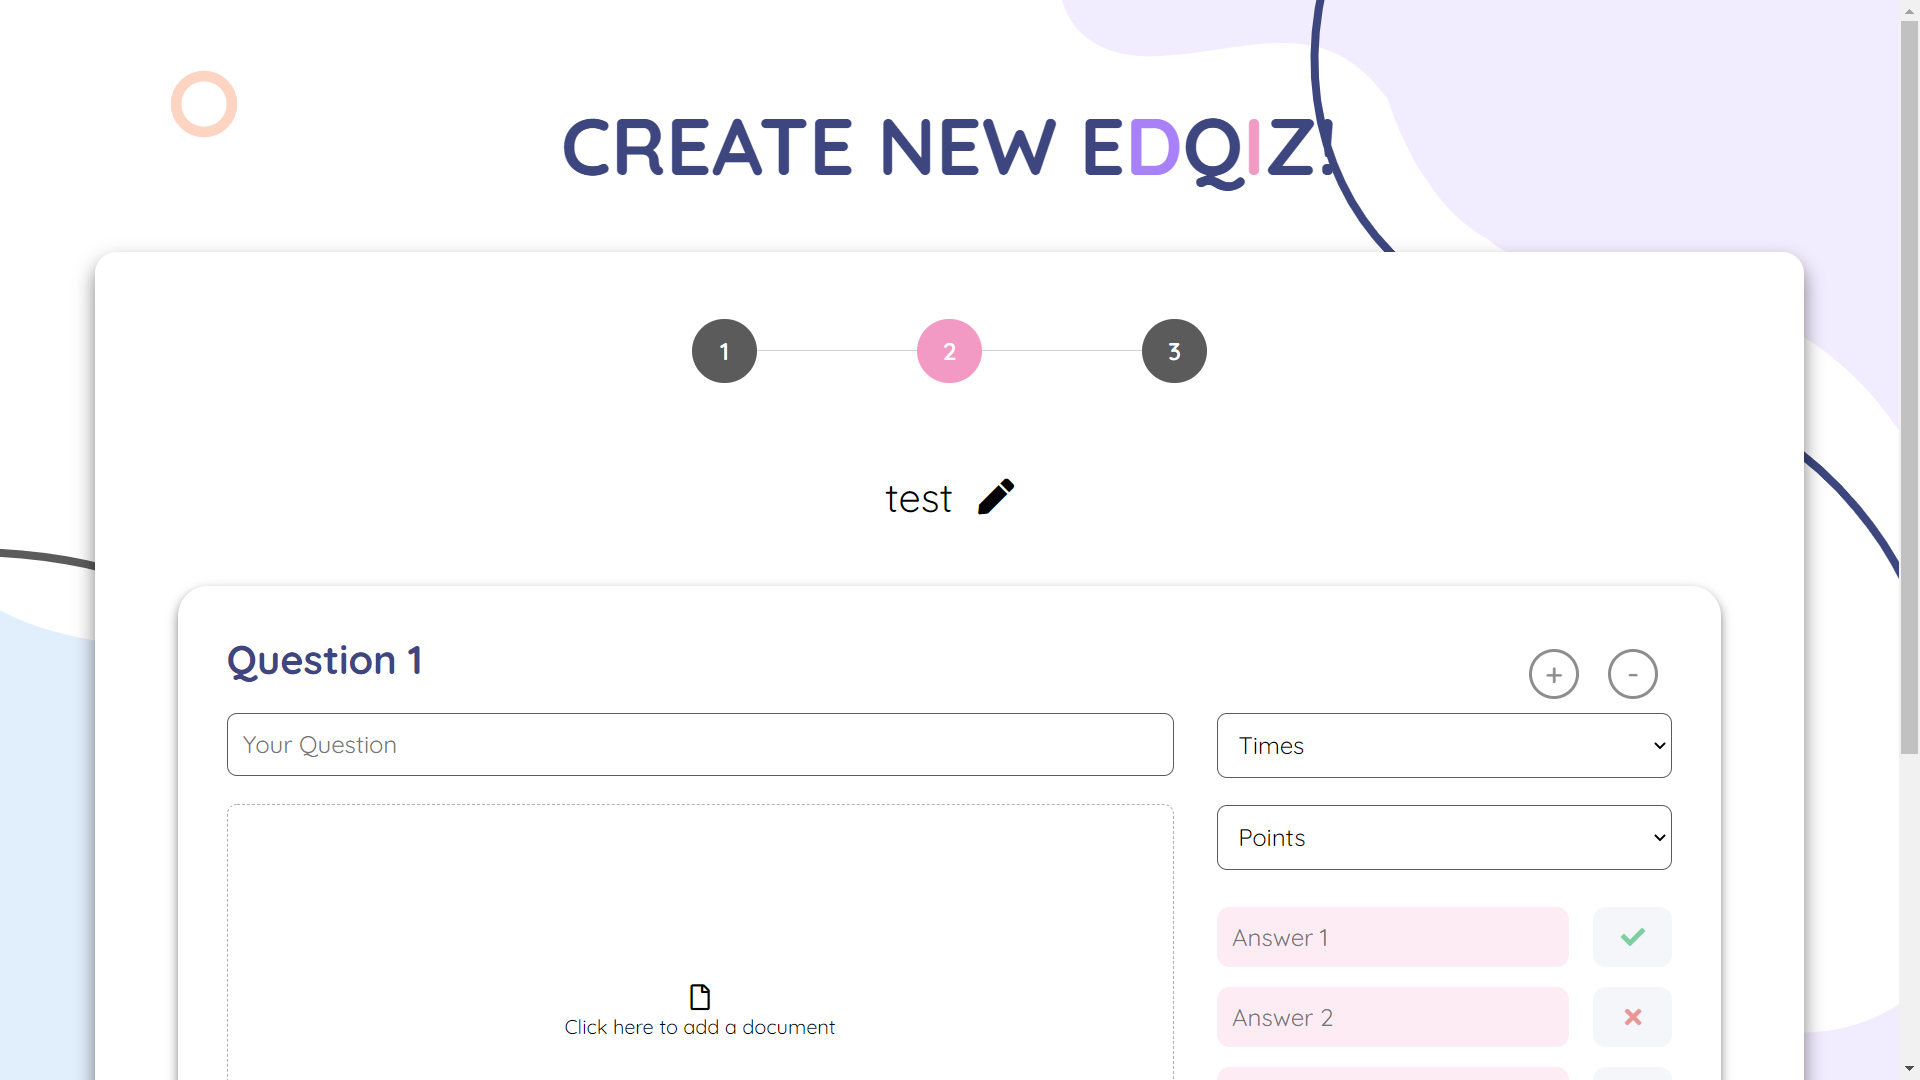 CREATE NEW EDQIZ!
1 2 3
test
Question 1
+ -
Your Question
Times
Points
Answer 1
Answer 2
Click here to add a document